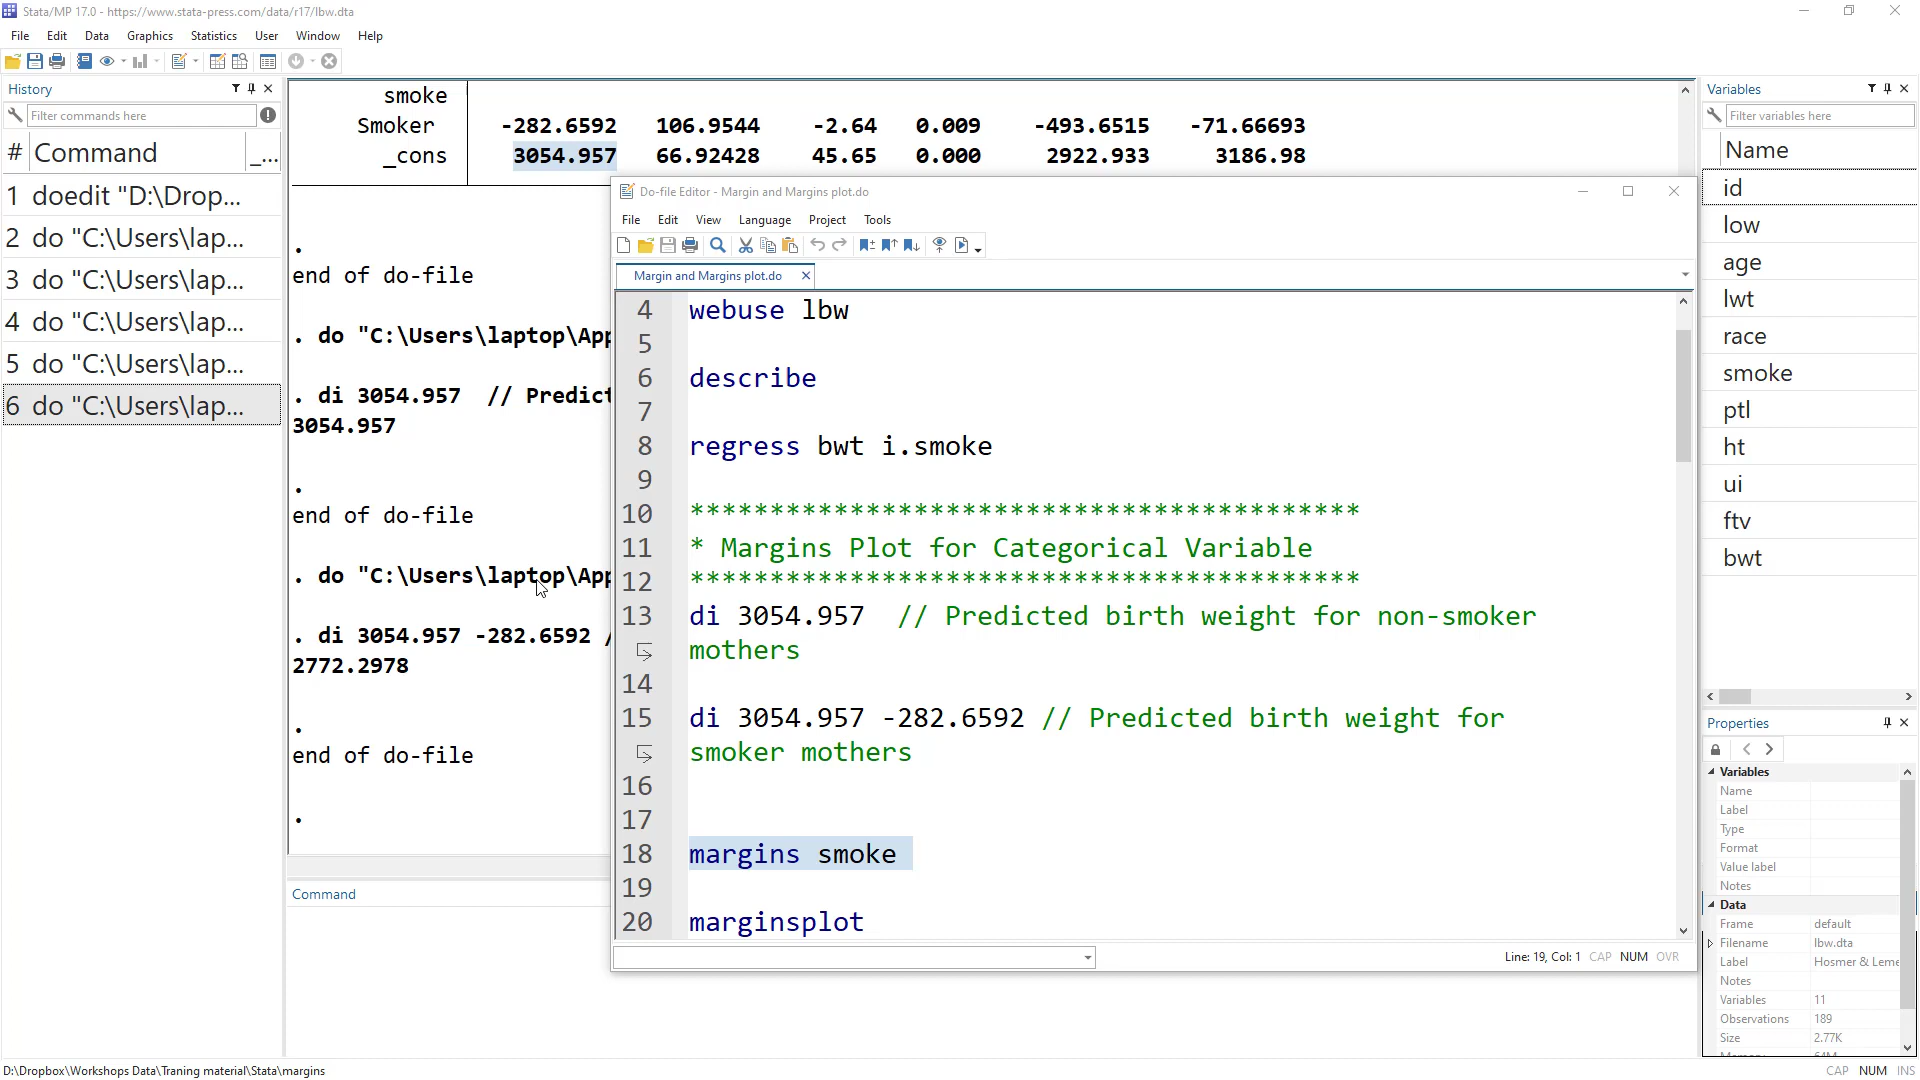 Stata/MP 17.0 - https://www.stata-press.com/data/r17/lbw.dta
File Edit Data Graphics Statistics User Window Help
History
Filter commands here
# Command _...
1 doedit "D:\Drop...
2 do "C:\Users\lap...
3 do "C:\Users\lap...
4 do "C:\Users\lap...
5 do "C:\Users\lap...
6 do "C:\Users\lap...
smoke
Smoker -282.6592 106.9544 -2.64 0.009 -493.6515 -71.66693
_cons 3054.957 66.92428 45.65 0.000 2922.933 3186.98
.
end of do-file
. do "C:\Users\laptop\App
. di 3054.957 // Predict
3054.957
.
end of do-file
. do "C:\Users\laptop\App
. di 3054.957 -282.6592 /
2772.2978
.
end of do-file
.
Command
Do-file Editor - Margin and Margins plot.do
File Edit View Language Project Tools
Margin and Margins plot.do
4 webuse lbw
5
6 describe
7
8 regress bwt i.smoke
9
10 ******************************************
11 * Margins Plot for Categorical Variable
12 ******************************************
13 di 3054.957 // Predicted birth weight for non-smoker
mothers
14
15 di 3054.957 -282.6592 // Predicted birth weight for
smoker mothers
16
17
18 margins smoke
19
20 marginsplot
Line: 19, Col: 1 CAP NUM OVR
Variables
Filter variables here
Name
id
low
age
lwt
race
smoke
ptl
ht
ui
ftv
bwt
Properties
Variables
Name
Label
Type
Format
Value label
Notes
Data
Frame default
Filename lbw.dta
Label Hosmer & Leme
Notes
Variables 11
Observations 189
Size 2.77K
Memory 64M
D:\Dropbox\Workshops Data\Traning material\Stata\margins
CAP NUM INS